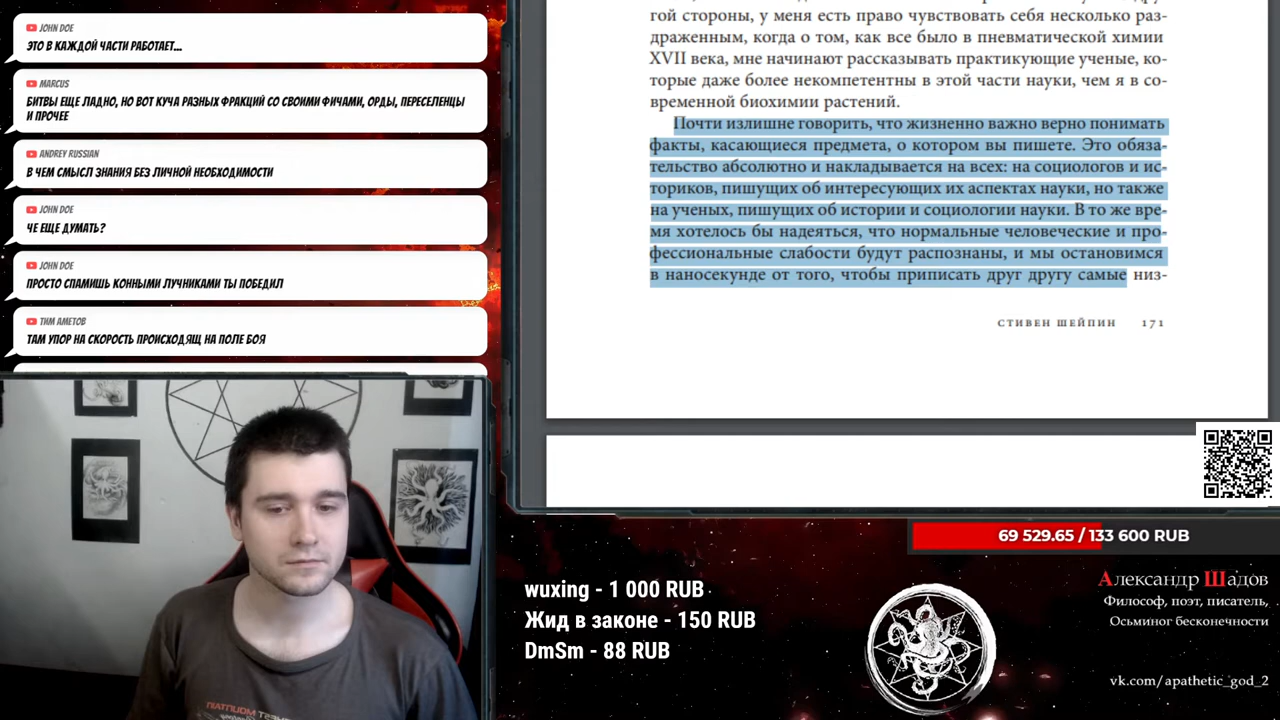 JOHN DOE
ЭТО В КАЖДОЙ ЧАСТИ РАБОТАЕТ...
MARCUS
БИТВЫ ЕЩЕ ЛАДНО, НО ВОТ КУЧА РАЗНЫХ ФРАКЦИЙ СО СВОИМИ ФИЧАМИ, ОРДЫ, ПЕРЕСЕЛЕНЦЫ
И ПРОЧЕЕ
ANDREY RUSSIAN
В ЧЕМ СМЫСЛ ЗНАНИЯ БЕЗ ЛИЧНОЙ НЕОБХОДИМОСТИ
JOHN DOE
ЧЕ ЕЩЕ ДУМАТЬ?
JOHN DOE
ПРОСТО СПАМИШЬ КОННЫМИ ЛУЧНИКАМИ ТЫ ПОБЕДИЛ
ТИМ АМЕТОВ
ТАМ УПОР НА СКОРОСТЬ ПРОИСХОДЯЩ НА ПОЛЕ БОЯ
гой стороны, у меня есть право чувствовать себя несколько раз-
драженным, когда о том, как все было в пневматической химии
XVII века, мне начинают рассказывать практикующие ученые, ко-
торые даже более некомпетентны в этой части науки, чем я в со-
временной биохимии растений.
Почти излишне говорить, что жизненно важно верно понимать
факты, касающиеся предмета, о котором вы пишете. Это обяза-
тельство абсолютно и накладывается на всех: на социологов и ис-
ториков, пишущих об интересующих их аспектах науки, но также
на ученых, пишущих об истории и социологии науки. В то же вре-
мя хотелось бы надеяться, что нормальные человеческие и про-
фессиональные слабости будут распознаны, и мы остановимся
в наносекунде от того, чтобы приписать друг другу самые низ-
СТИВЕН ШЕЙПИН 171
69 529.65 / 133 600 RUB
wuxing - 1 000 RUB
Жид в законе - 150 RUB
DmSm - 88 RUB
Александр Шадов
Философ, поэт, писатель,
Осьминог бесконечности
vk.com/apathetic_god_2